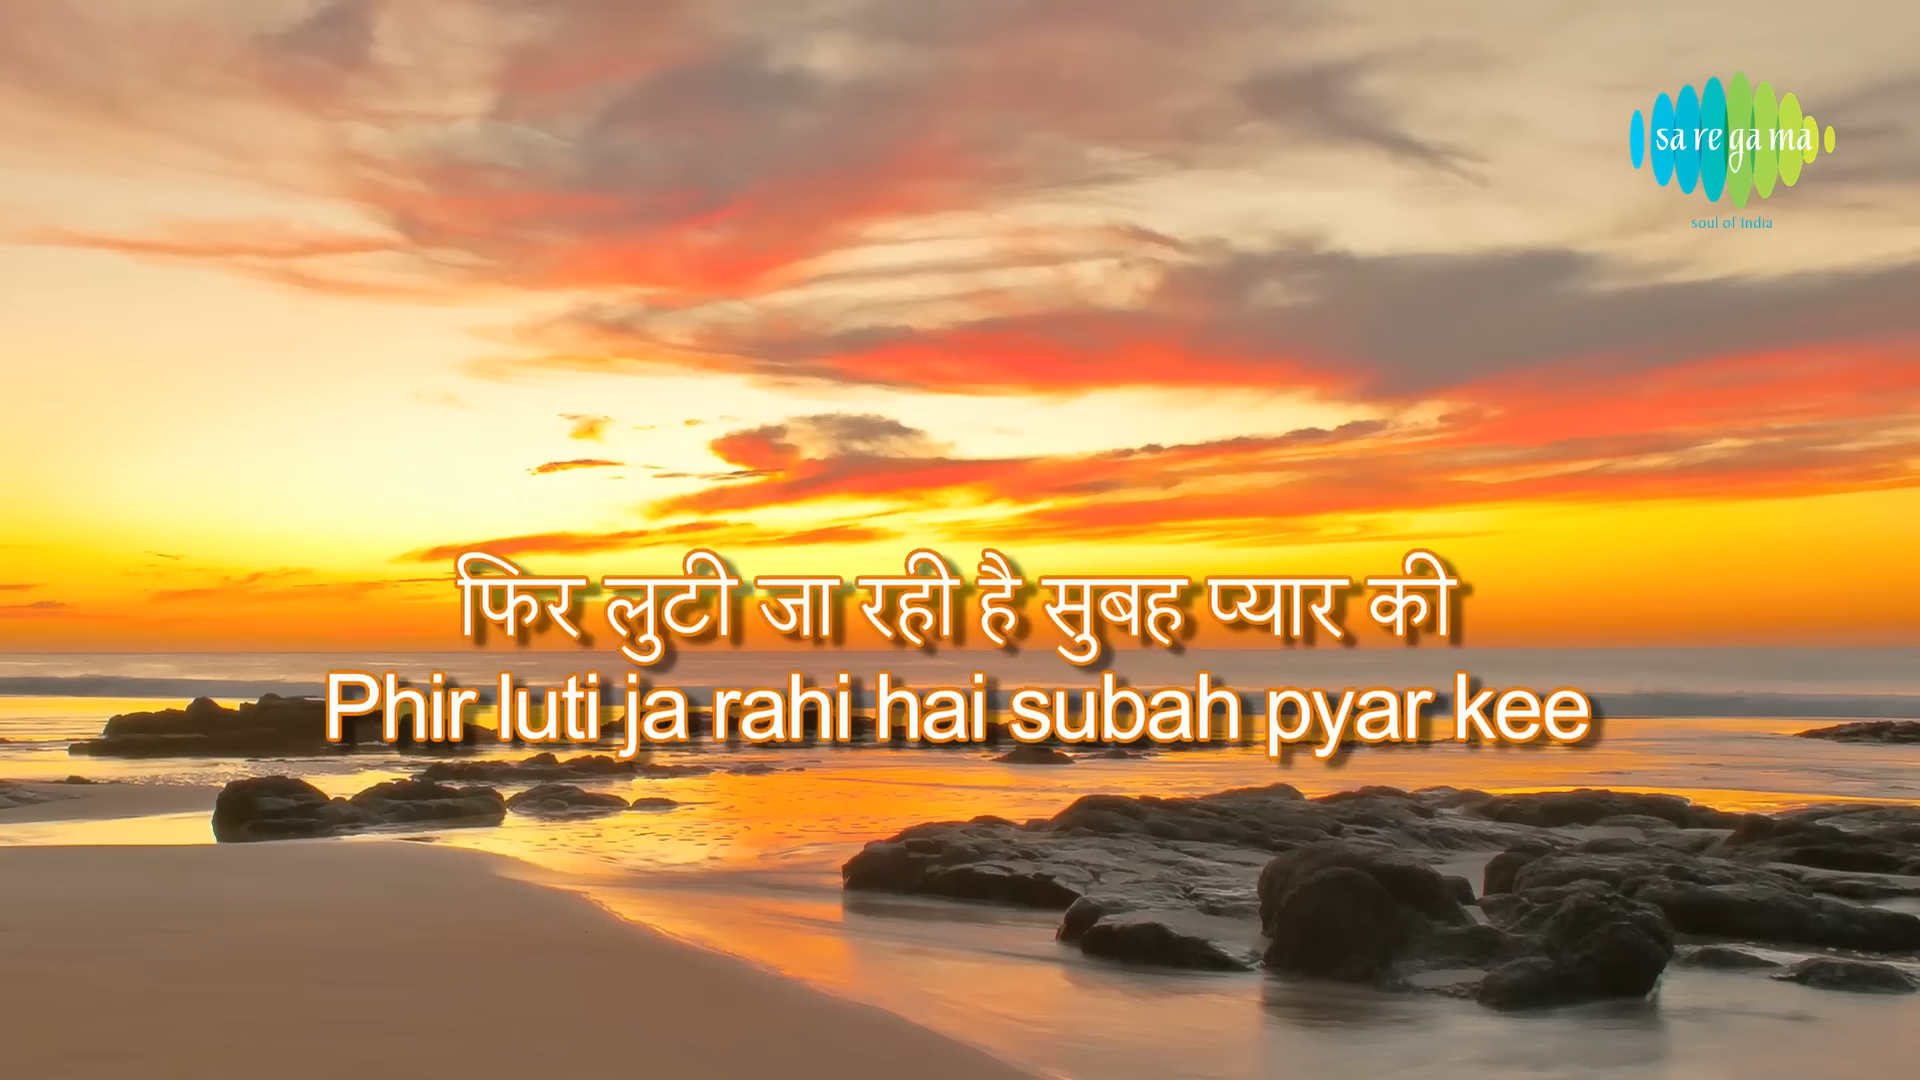 sa re ga ma
soul of India
फिर लुटी जा रही है सुबह प्यार की
Phir luti ja rahi hai subah pyar kee